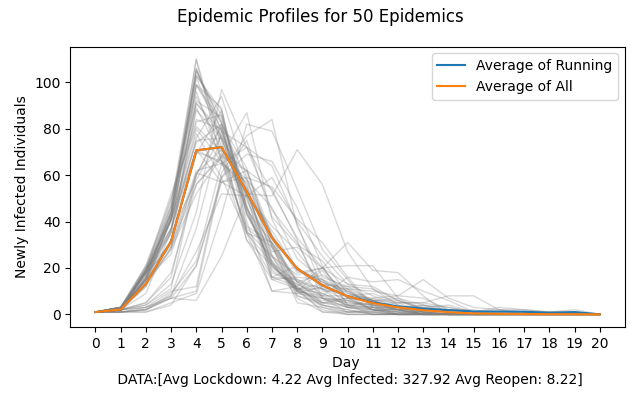 Epidemic Profiles for 50 Epidemics
Average of Running
Average of All
Newly Infected Individuals
100
80
60
40
20
0
0 1 2 3 4 5 6 7 8 9 10 11 12 13 14 15 16 17 18 19 20
Day
DATA:[Avg Lockdown: 4.22 Avg Infected: 327.92 Avg Reopen: 8.22]